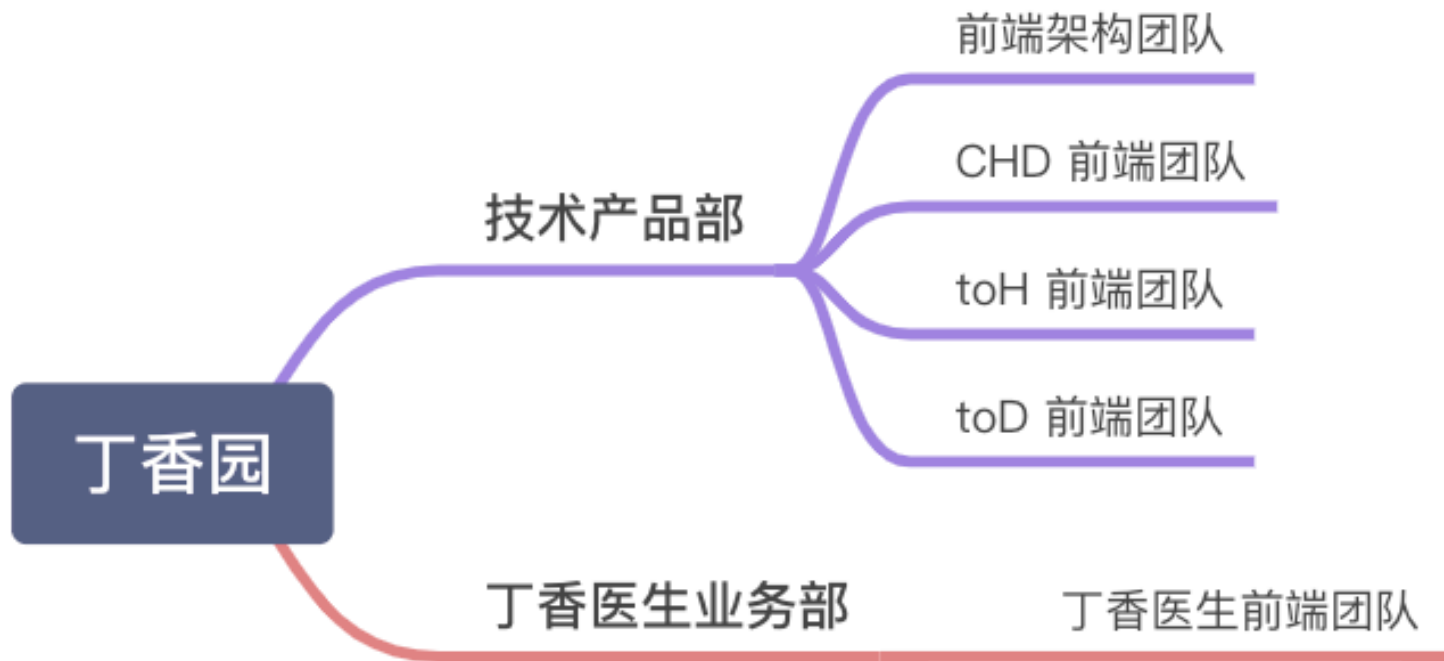 前端架构团队
CHD 前端团队
技术产品部
toH 前端团队
toD 前端团队
丁香园
丁香医生业务部
丁香医生前端团队